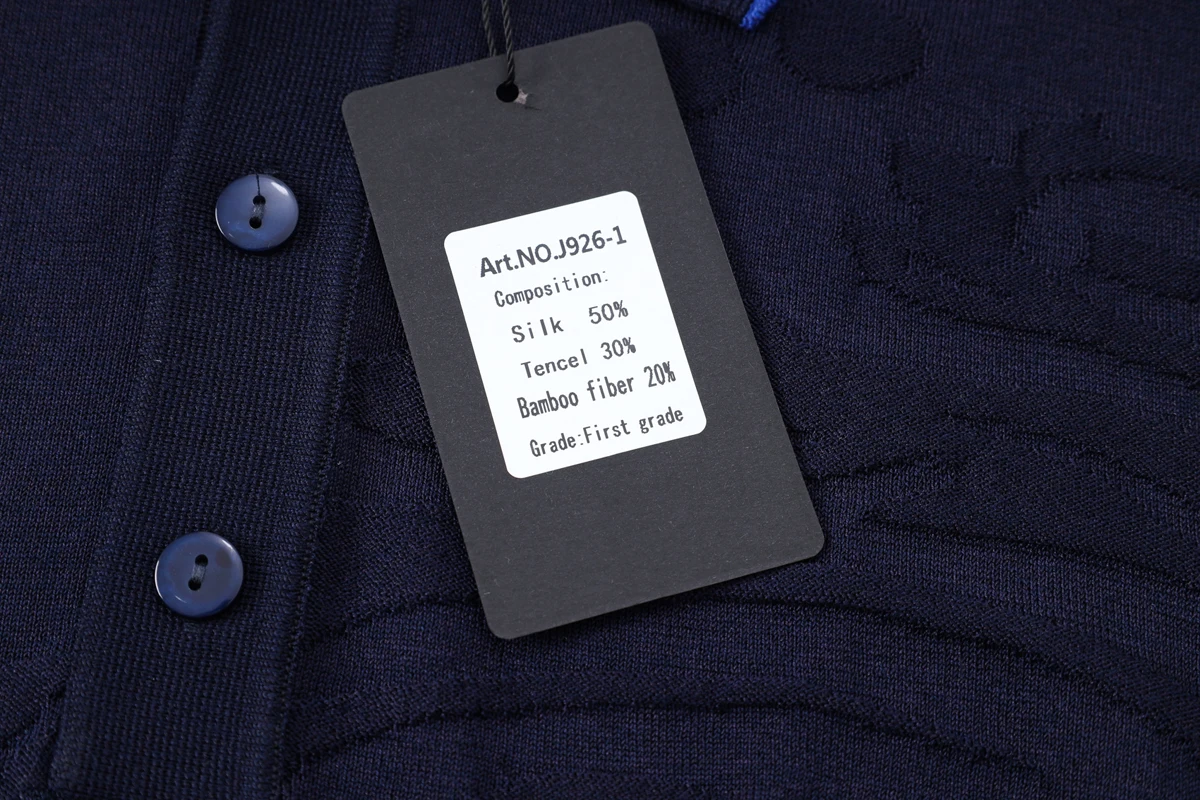 Art.NO.J926-1
Composition:
Silk 50%
Tencel 30%
Bamboo fiber 20%
Grade:First grade